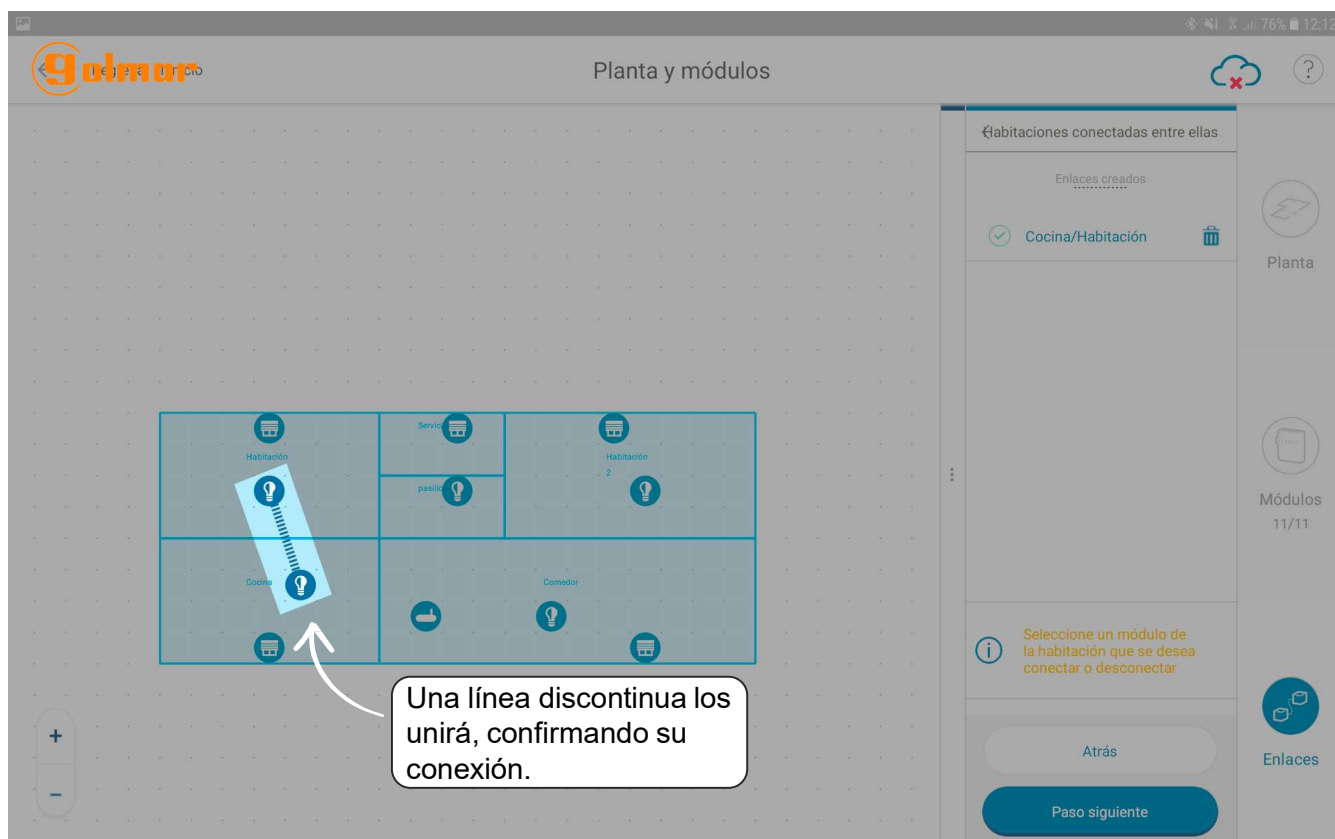 76% 12:12
golmar
Planta y módulos
?
Habitaciones conectadas entre ellas
Enlaces creados
Cocina/Habitación
Planta
Habitación
Servici
Habitación
2
pasillo
Módulos
11/11
Cocina
Comedor
Seleccione un módulo de
la habitación que se desea
conectar o desconectar
Una línea discontinua los
unirá, confirmando su
conexión.
+
−
Atrás
Paso siguiente
Enlaces